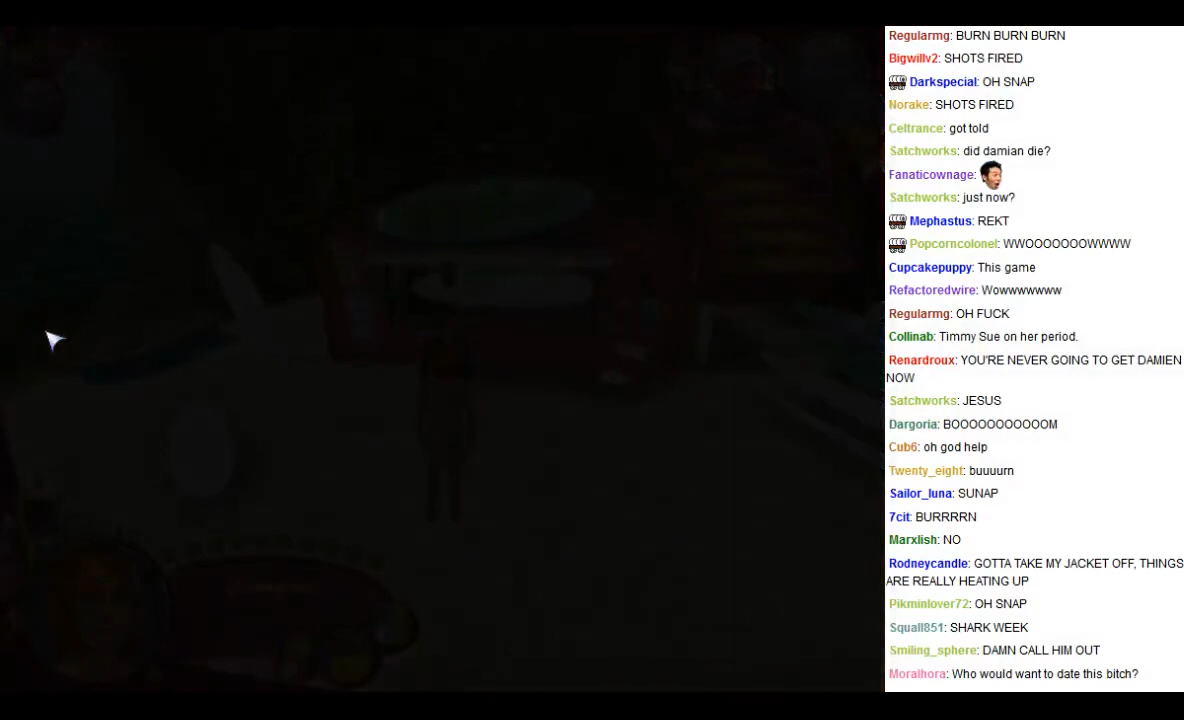 Regularmg: BURN BURN BURN
Bigwillv2: SHOTS FIRED
Darkspecial: OH SNAP
Norake: SHOTS FIRED
Celtrance: got told
Satchworks: did damian die?
Fanaticownage:
Satchworks: just now?
Mephastus: REKT
Popcorncolonel: WWOOOOOOOWWWW
Cupcakepuppy: This game
Refactoredwire: Wowwwwwww
Regularmg: OH FUCK
Collinab: Timmy Sue on her period.
Renardroux: YOU'RE NEVER GOING TO GET DAMIEN
NOW
Satchworks: JESUS
Dargoria: BOOOOOOOOOOOM
Cub6: oh god help
Twenty_eight: buuuurn
Sailor_luna: SUNAP
7cit: BURRRRN
Marxlish: NO
Rodneycandle: GOTTA TAKE MY JACKET OFF, THINGS
ARE REALLY HEATING UP
Pikminlover72: OH SNAP
Squall851: SHARK WEEK
Smiling_sphere: DAMN CALL HIM OUT
Moralhora: Who would want to date this bitch?